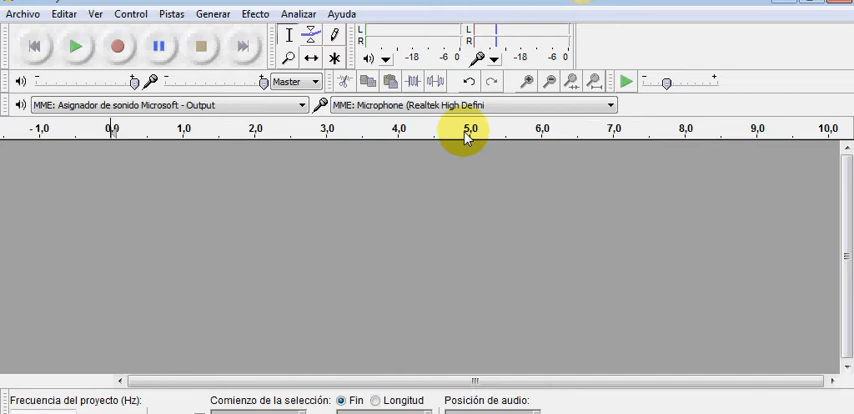 Archivo Editar Ver Control Pistas Generar Efecto Analizar Ayuda
L L
R R
-18 -6 0 -18 -6 0
- + - + Master - +
MME: Asignador de sonido Microsoft - Output MME: Microphone (Realtek High Defini
- 1,0 0,0 1,0 2,0 3,0 4,0 5,0 6,0 7,0 8,0 9,0 10,0
Frecuencia del proyecto (Hz): Comienzo de la selección: Fin Longitud Posición de audio: